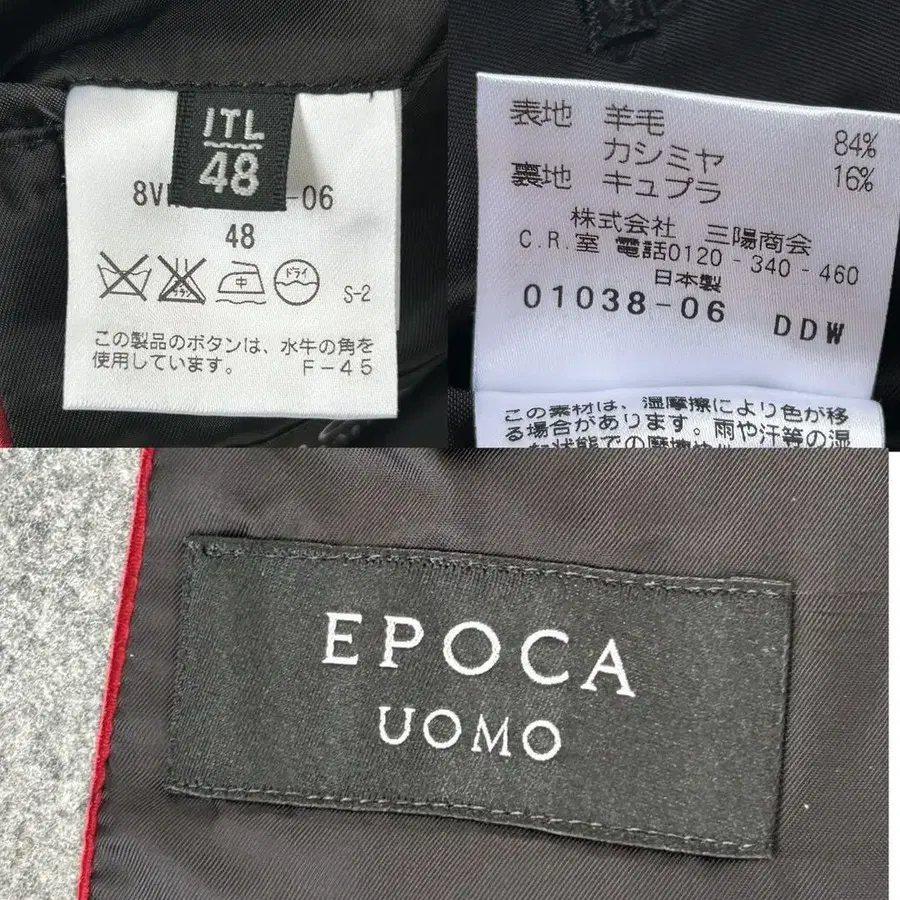 ITL
48
-06
48
中 ドライ
S-2
この製品のボタンは、水牛の角を
使用しています。 F-45
表地 羊毛 84%
カシミヤ 16%
裏地 キュプラ
株式会社 三陽商会
C.R.室 電話0120-340-460
日本製
01038-06 DDW
この素材は、湿摩擦により色が移
る場合があります。雨や汗等の湿
EPOCA
UOMO